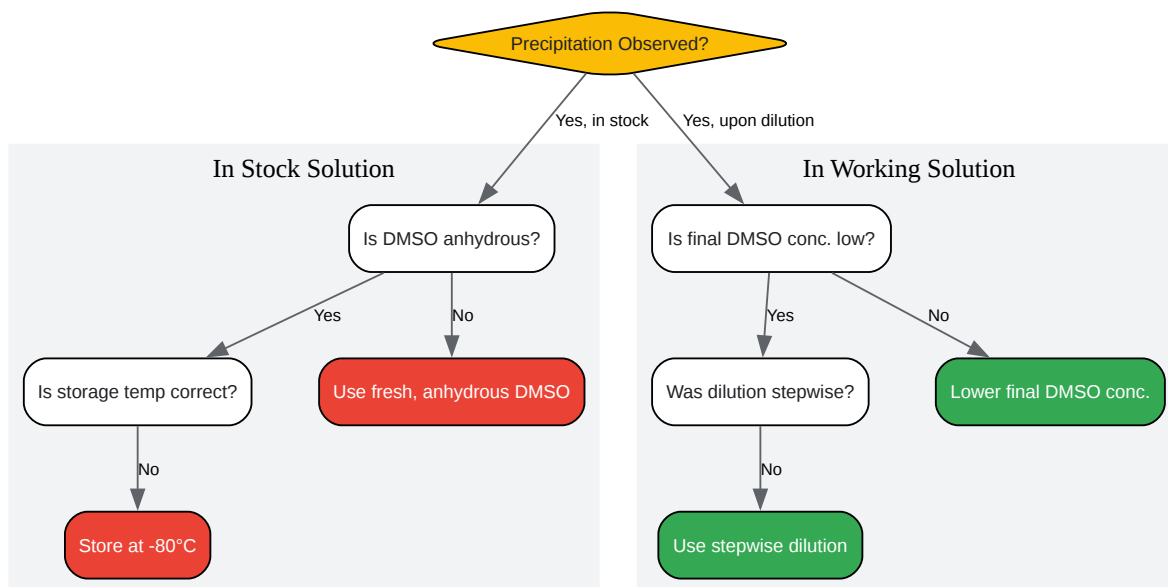 Precipitation Observed?
Yes, in stock
Yes, upon dilution
In Stock Solution
In Working Solution
Is DMSO anhydrous?
Is final DMSO conc. low?
Yes
No
Yes
No
Is storage temp correct?
Use fresh, anhydrous DMSO
Was dilution stepwise?
Lower final DMSO conc.
No
No
Store at -80°C
Use stepwise dilution